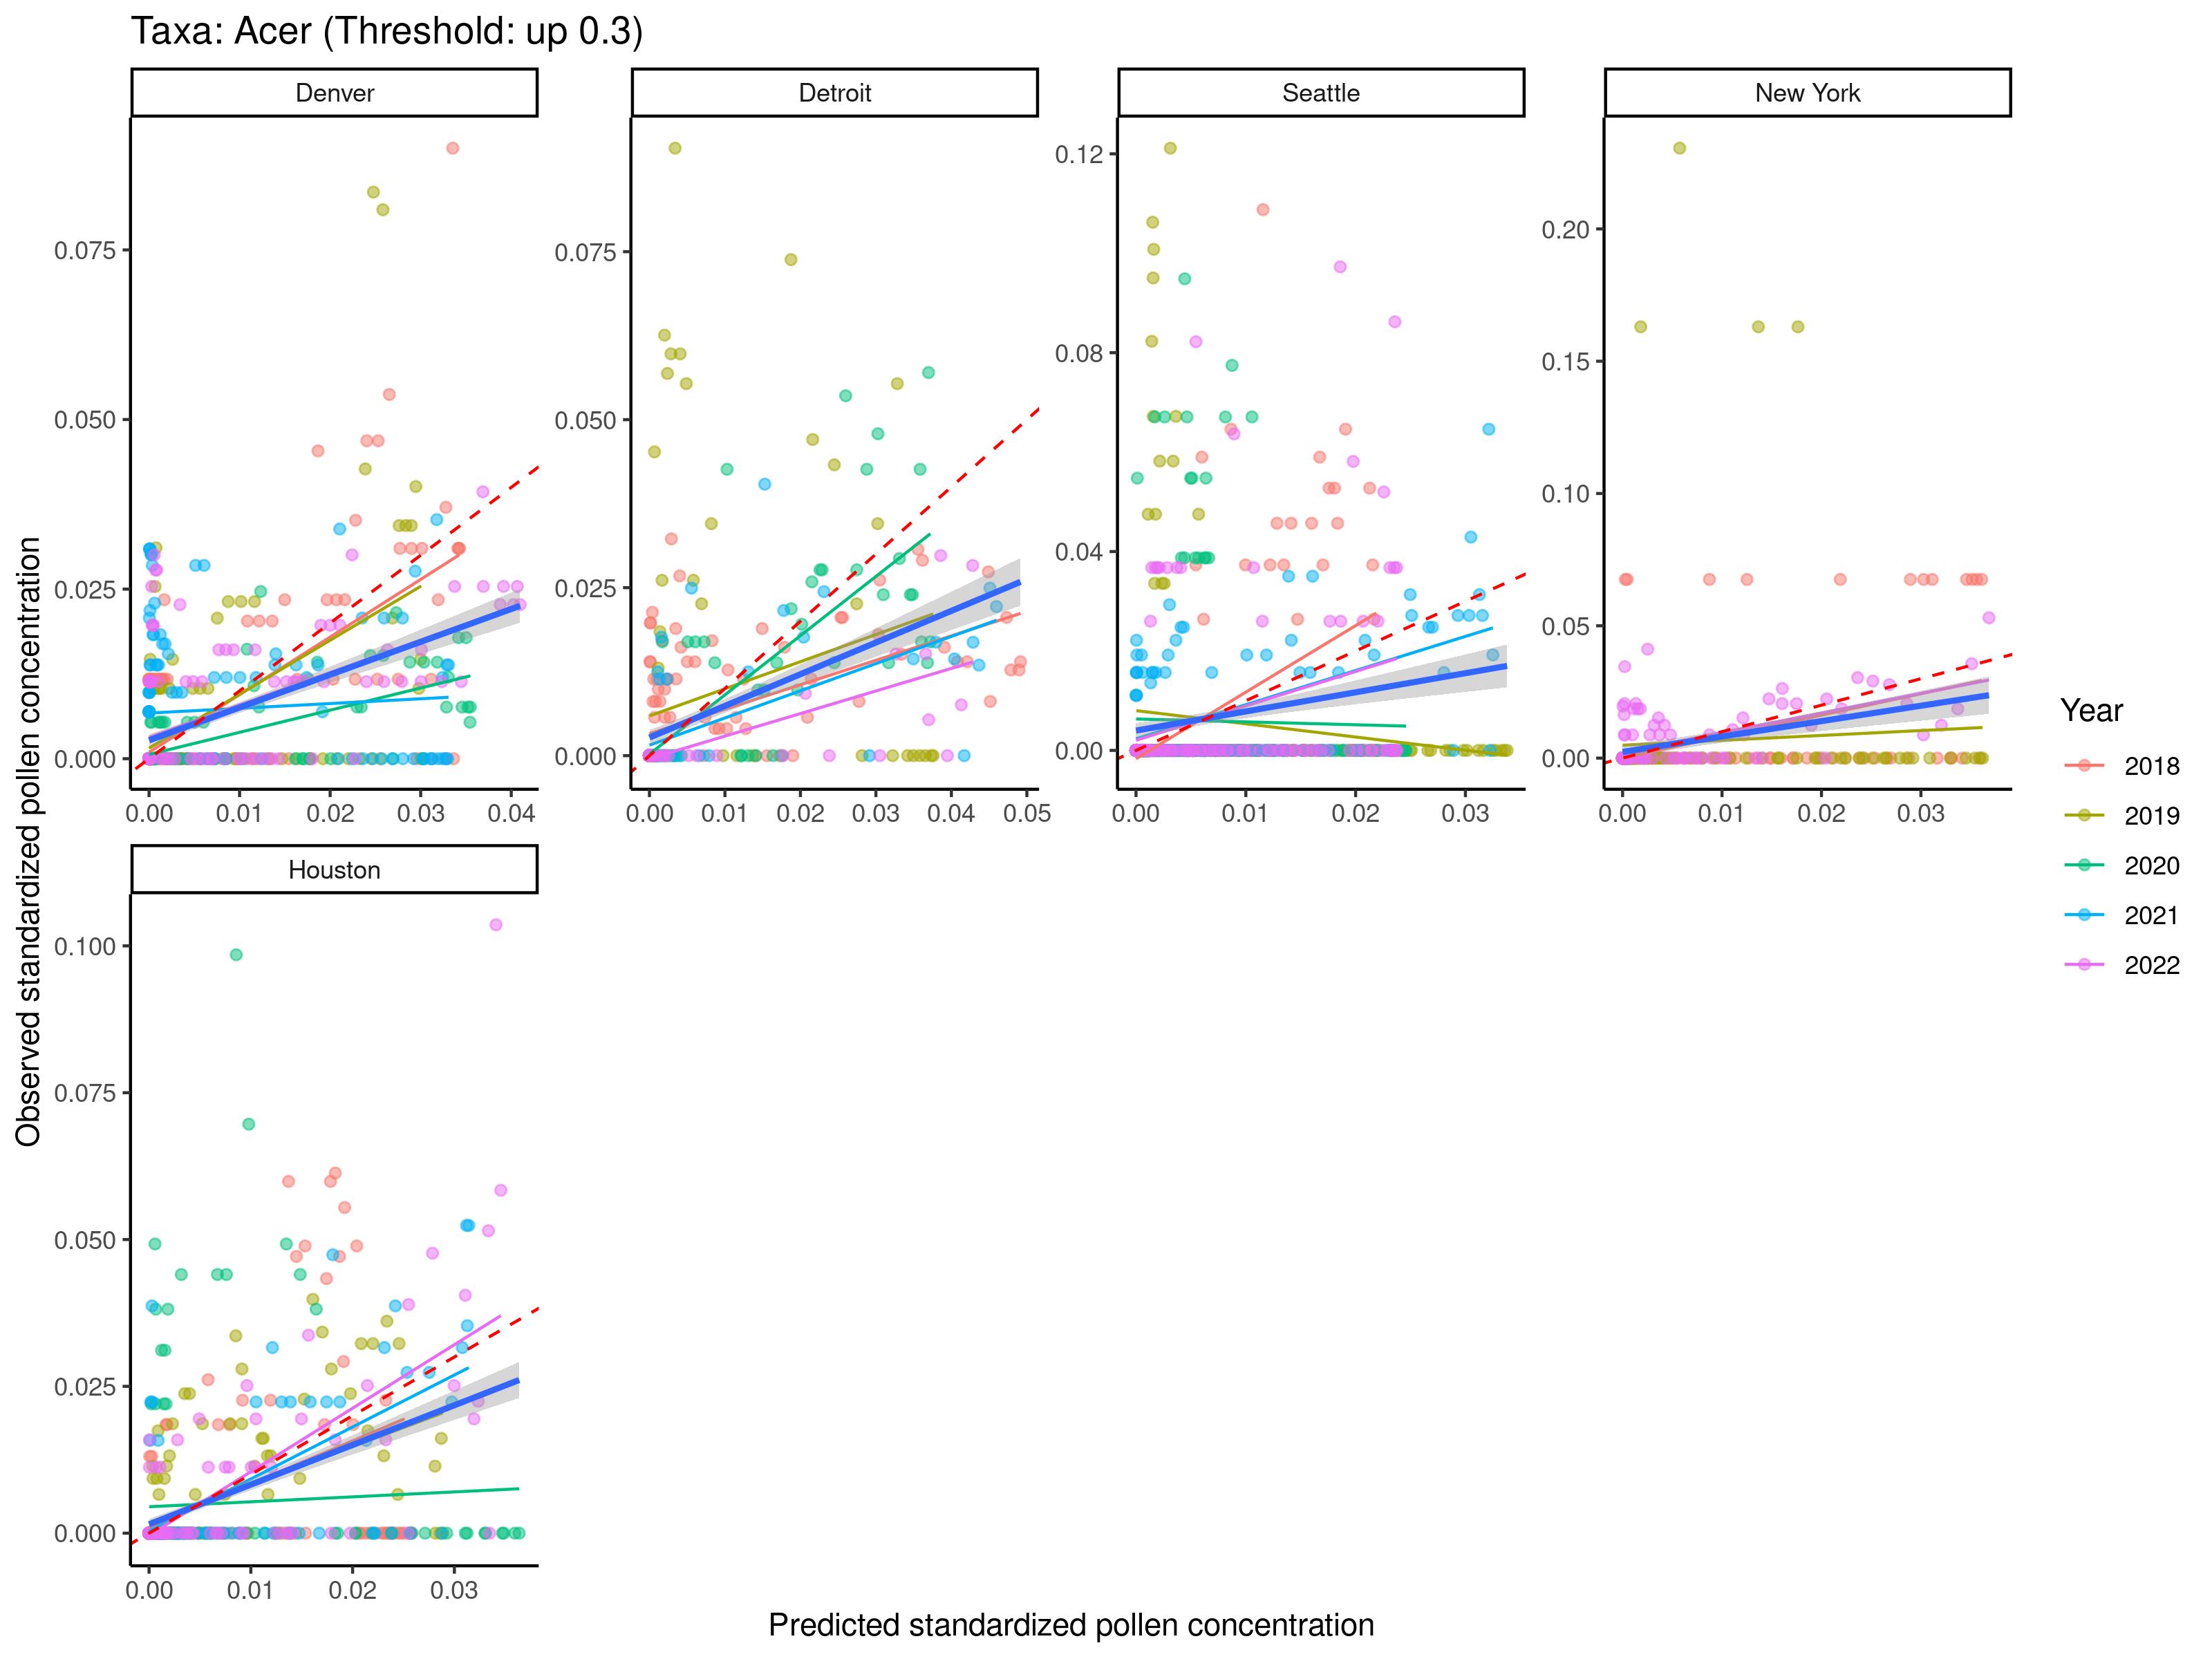 Taxa: Acer (Threshold: up 0.3)
Denver
Detroit
Seattle
New York
0.075
0.050
0.025
0.000
0.00 0.01 0.02 0.03 0.04
0.075
0.050
0.025
0.000
0.00 0.01 0.02 0.03 0.04 0.05
0.12
0.08
0.04
0.00
0.00 0.01 0.02 0.03
0.20
0.15
0.10
0.05
0.00
0.00 0.01 0.02 0.03
Houston
0.100
0.075
0.050
0.025
0.000
0.00 0.01 0.02 0.03
Observed standardized pollen concentration
Predicted standardized pollen concentration
Year
2018
2019
2020
2021
2022